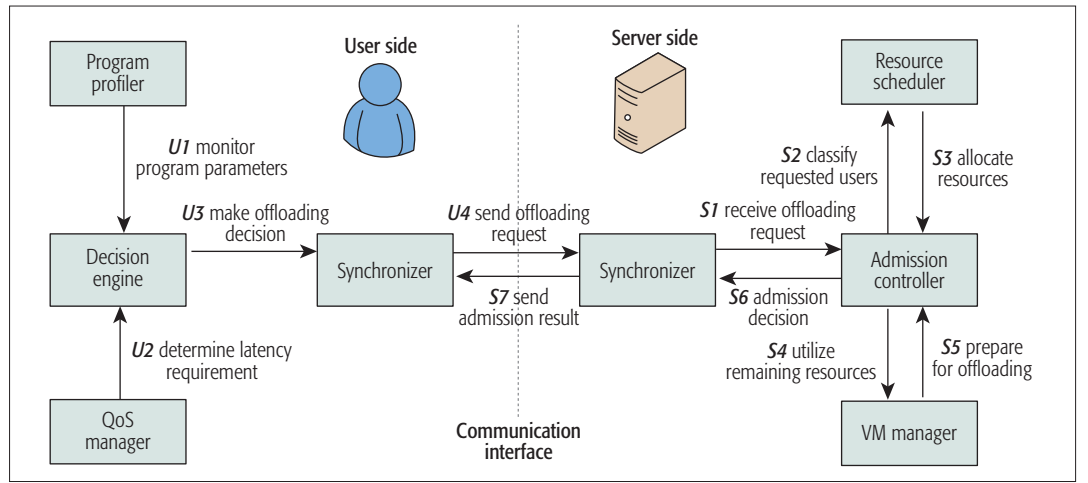 User side
Server side
Program
profiler
Resource
scheduler
U1 monitor
program parameters
S2 classify
requested users
S3 allocate
resources
U3 make offloading
decision
U4 send offloading
request
S1 receive offloading
request
Decision
engine
Synchronizer
Synchronizer
Admission
controller
S7 send
admission result
S6 admission
decision
U2 determine latency
requirement
S4 utilize
remaining resources
S5 prepare
for offloading
QoS
manager
Communication
interface
VM manager